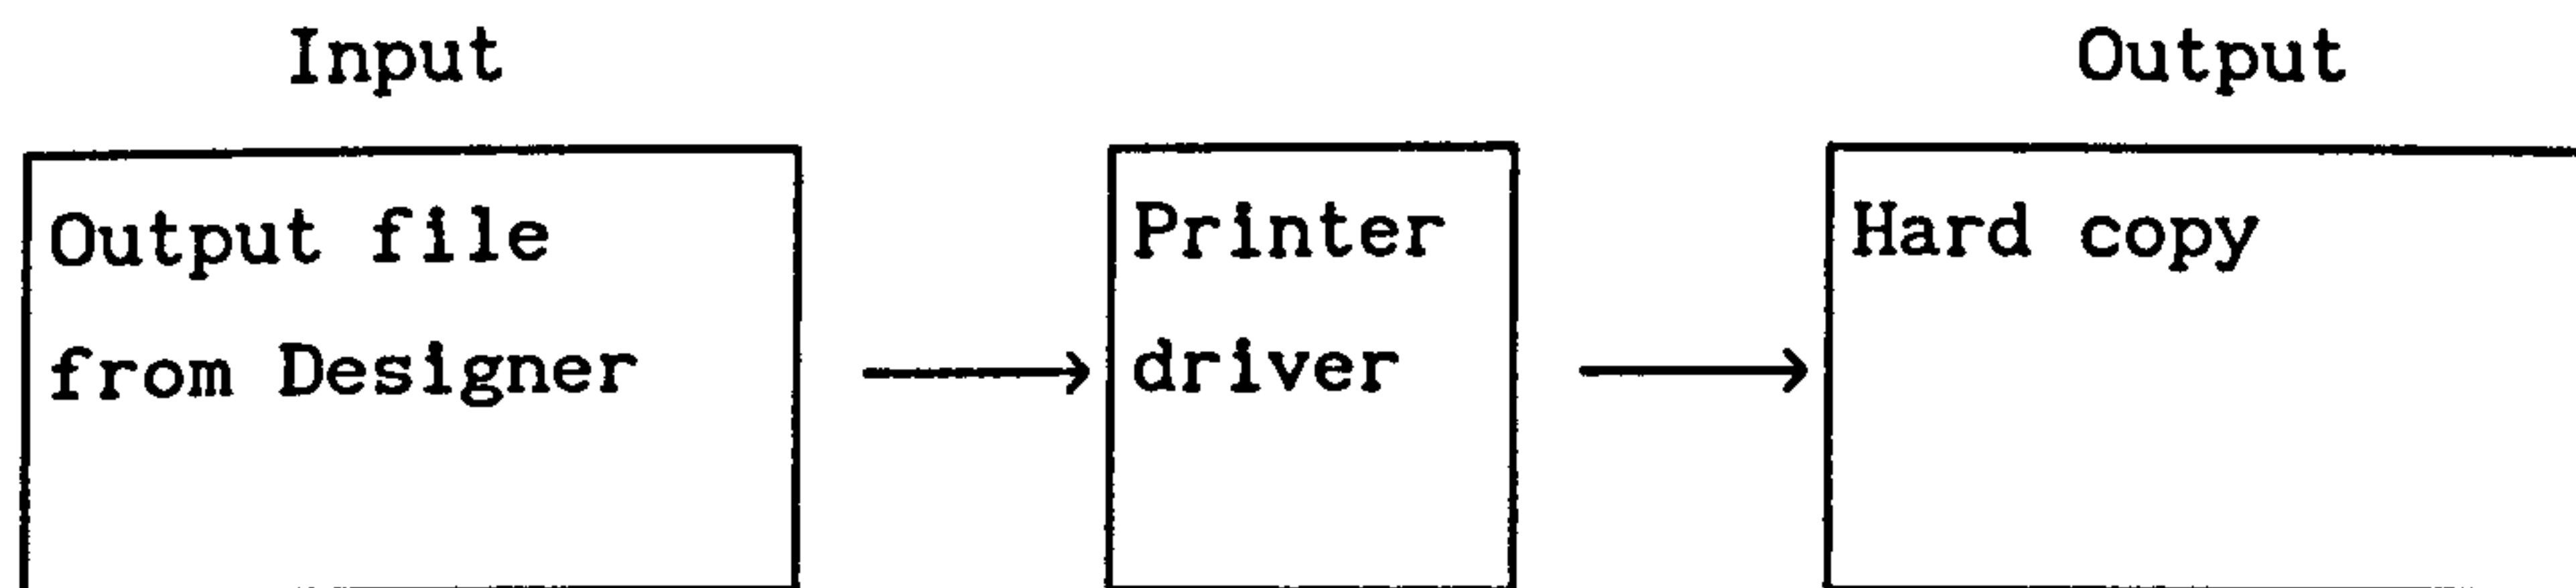 Input
Output
Output file
from Designer
Printer
driver
Hard copy